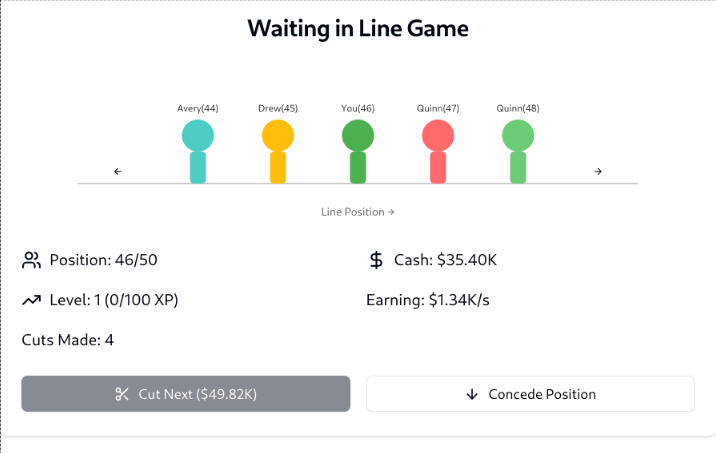 Waiting in Line Game
Avery(44) Drew(45) You(46) Quinn(47) Quinn(48)
← →
Line Position →
Position: 46/50
Cash: $35.40K
Level: 1 (0/100 XP)
Earning: $1.34K/s
Cuts Made: 4
Cut Next ($49.82K)
Concede Position